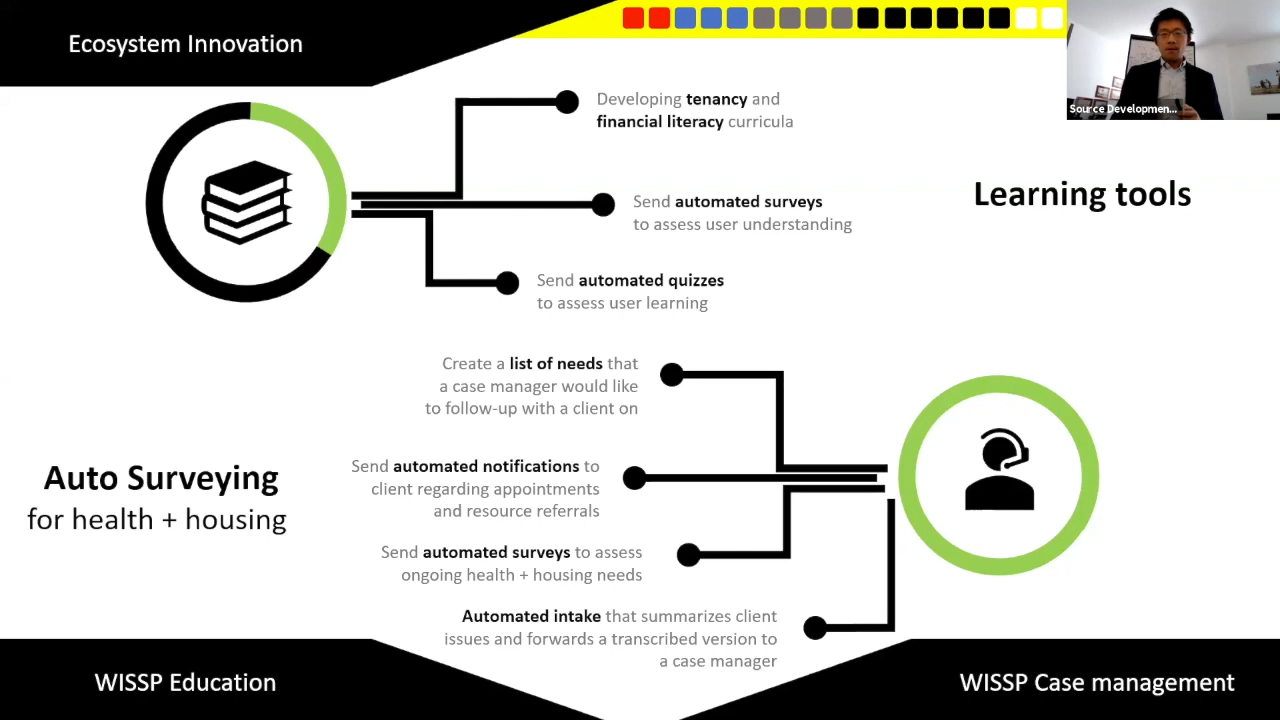 Ecosystem Innovation
Source Developmen...
Developing tenancy and
financial literacy curricula
Learning tools
Send automated surveys
to assess user understanding
Send automated quizzes
to assess user learning
Create a list of needs that
a case manager would like
to follow-up with a client on
Auto Surveying
for health + housing
Send automated notifications to
client regarding appointments
and resource referrals
Send automated surveys to assess
ongoing health + housing needs
Automated intake that summarizes client
issues and forwards a transcribed version to
a case manager
WISSP Education
WISSP Case management